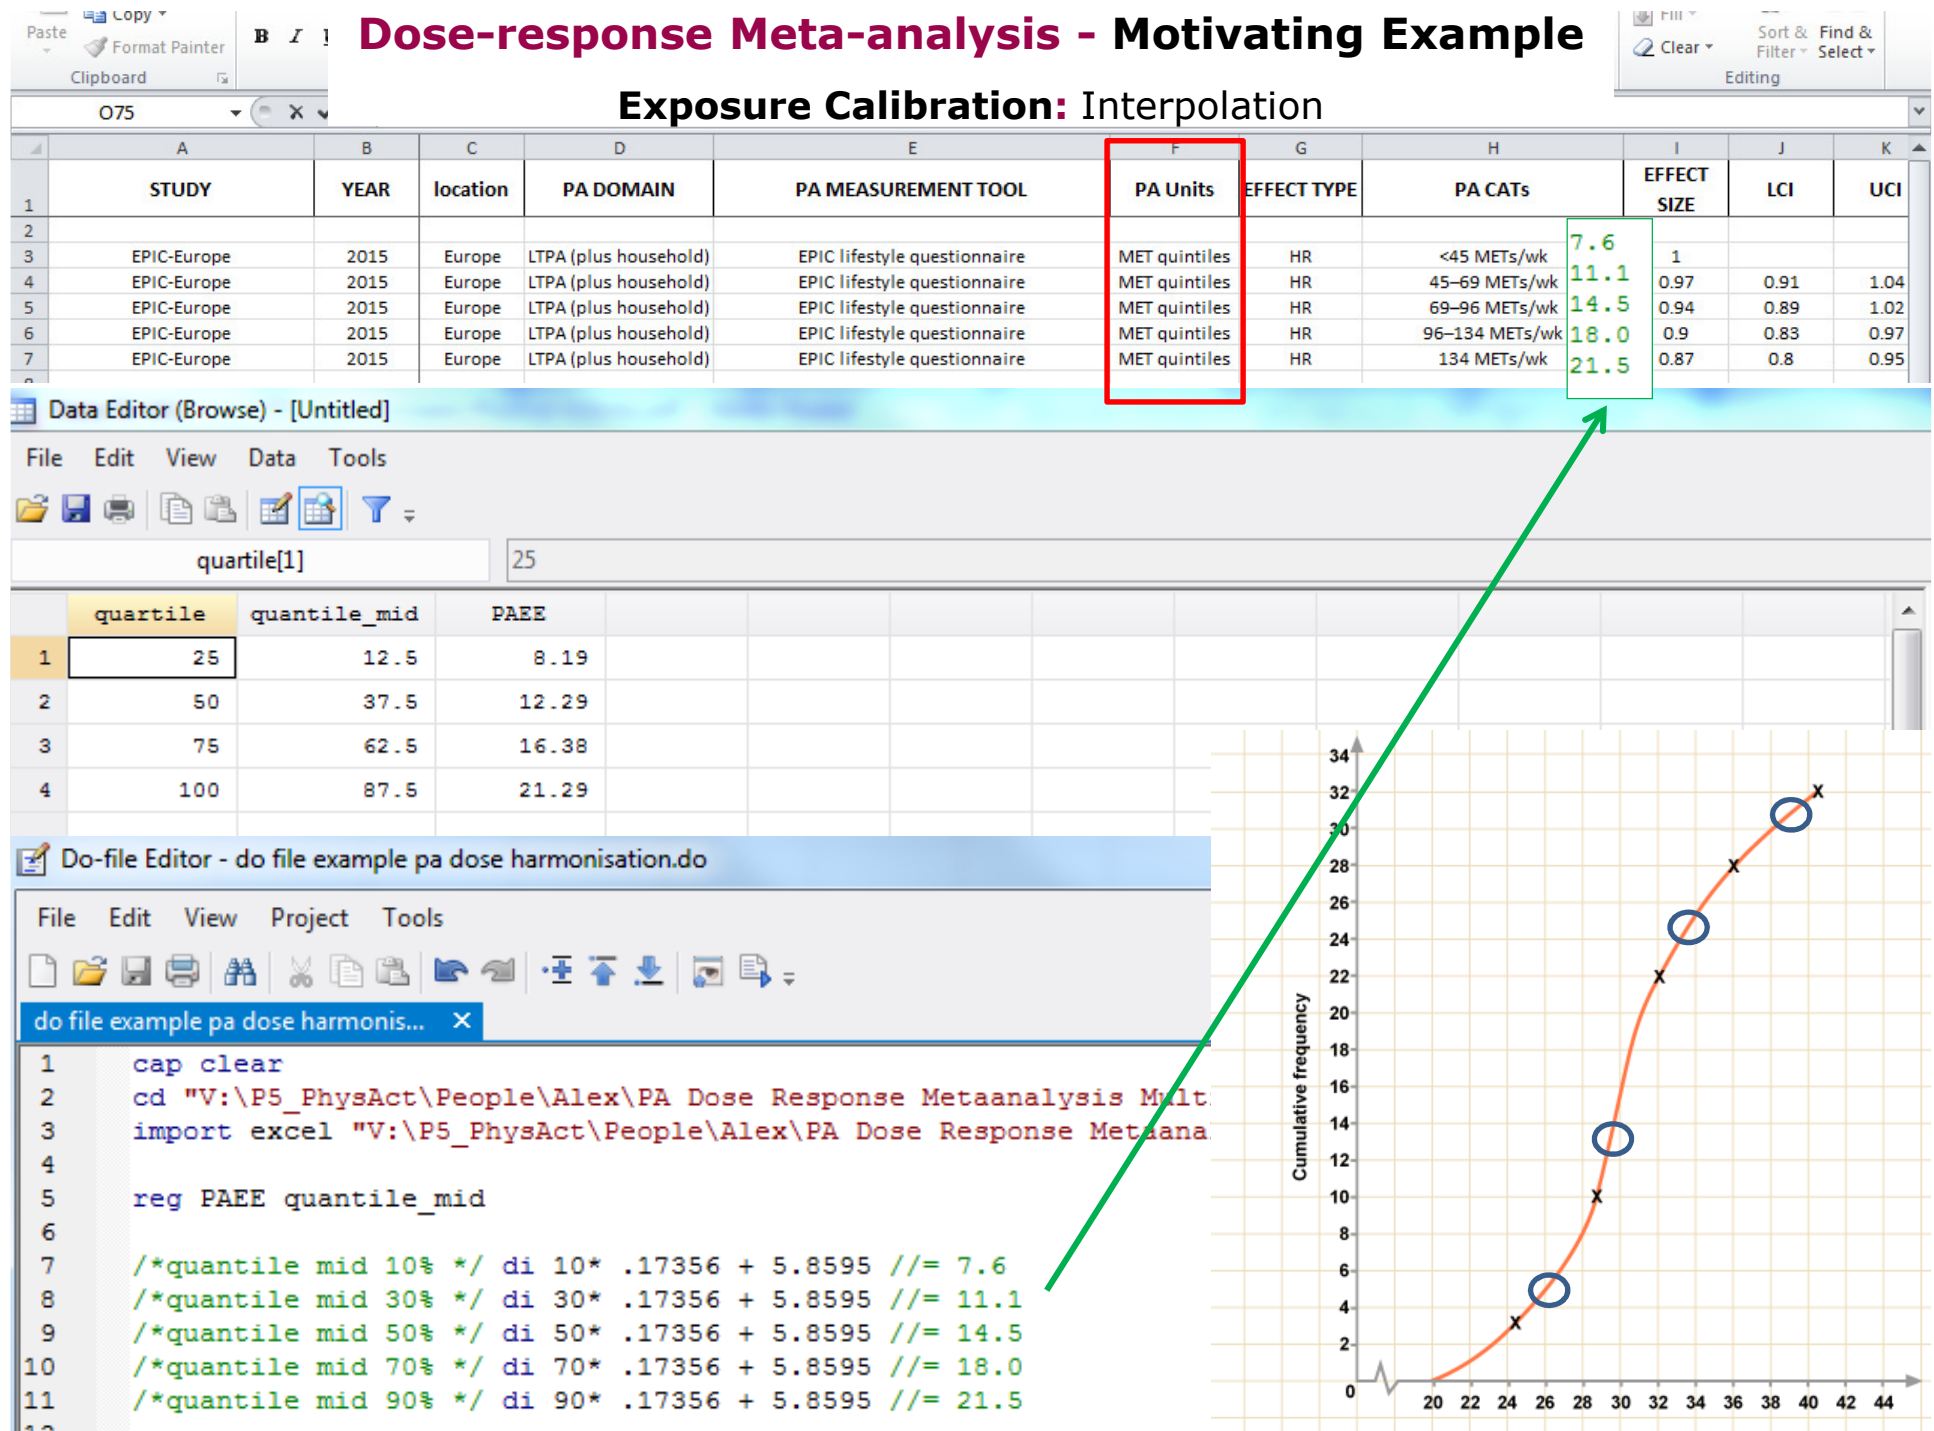 Dose-response Meta-analysis - Motivating Example
Exposure Calibration: Interpolation
Paste
Copy
Format Painter
B I
Clipboard
Fill
Clear
Sort & Filter
Find & Select
Editing
O75
A B C D E F G H I J K
1 STUDY YEAR location PA DOMAIN PA MEASUREMENT TOOL PA Units EFFECT TYPE PA CATs EFFECT SIZE LCI UCI
2
3 EPIC-Europe 2015 Europe LTPA (plus household) EPIC lifestyle questionnaire MET quintiles HR <45 METs/wk 7.6 1
4 EPIC-Europe 2015 Europe LTPA (plus household) EPIC lifestyle questionnaire MET quintiles HR 45–69 METs/wk 11.1 0.97 0.91 1.04
5 EPIC-Europe 2015 Europe LTPA (plus household) EPIC lifestyle questionnaire MET quintiles HR 69–96 METs/wk 14.5 0.94 0.89 1.02
6 EPIC-Europe 2015 Europe LTPA (plus household) EPIC lifestyle questionnaire MET quintiles HR 96–134 METs/wk 18.0 0.9 0.83 0.97
7 EPIC-Europe 2015 Europe LTPA (plus household) EPIC lifestyle questionnaire MET quintiles HR 134 METs/wk 21.5 0.87 0.8 0.95
Data Editor (Browse) - [Untitled]
File Edit View Data Tools
quartile[1] 25
quartile quantile_mid PAEE
1 25 12.5 8.19
2 50 37.5 12.29
3 75 62.5 16.38
4 100 87.5 21.29
Do-file Editor - do file example pa dose harmonisation.do
File Edit View Project Tools
do file example pa dose harmonis... ×
1 cap clear
2 cd "V:\P5_PhysAct\People\Alex\PA Dose Response Metaanalysis Mult
3 import excel "V:\P5_PhysAct\People\Alex\PA Dose Response Metaana
4
5 reg PAEE quantile_mid
6
7 /*quantile mid 10% */ di 10* .17356 + 5.8595 //= 7.6
8 /*quantile mid 30% */ di 30* .17356 + 5.8595 //= 11.1
9 /*quantile mid 50% */ di 50* .17356 + 5.8595 //= 14.5
10 /*quantile mid 70% */ di 70* .17356 + 5.8595 //= 18.0
11 /*quantile mid 90% */ di 90* .17356 + 5.8595 //= 21.5
Cumulative frequency
34
32
30
28
26
24
22
20
18
16
14
12
10
8
6
4
2
0
20 22 24 26 28 30 32 34 36 38 40 42 44